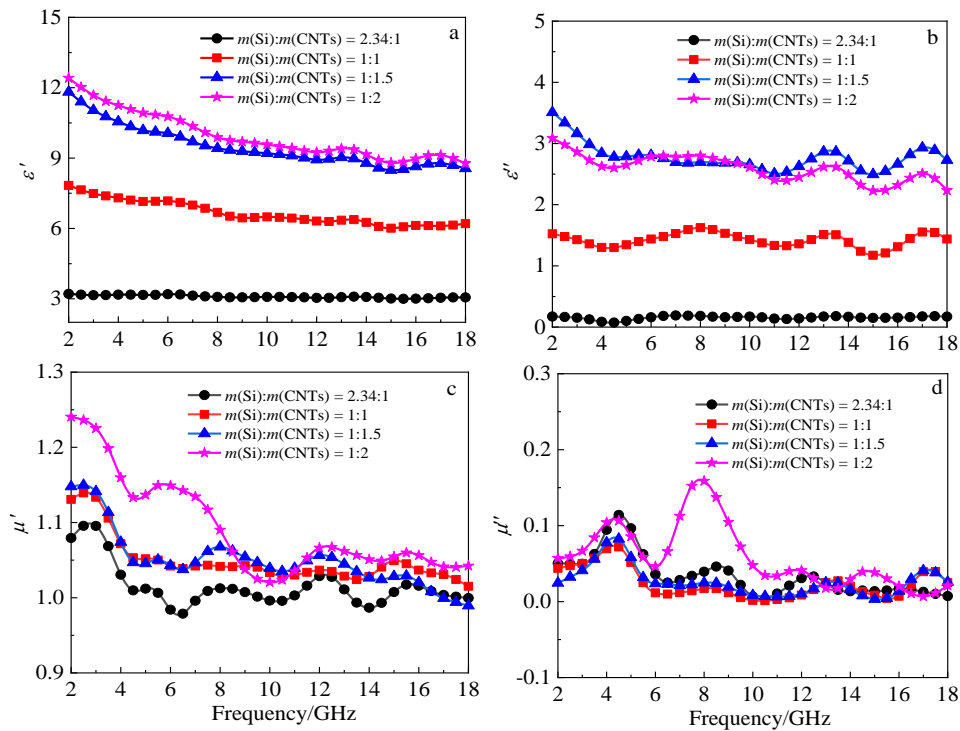 a
m(Si):m(CNTs) = 2.34:1
m(Si):m(CNTs) = 1:1
m(Si):m(CNTs) = 1:1.5
m(Si):m(CNTs) = 1:2
15
12
9
6
3
ε′
2 4 6 8 10 12 14 16 18
b
m(Si):m(CNTs) = 2.34:1
m(Si):m(CNTs) = 1:1
m(Si):m(CNTs) = 1:1.5
m(Si):m(CNTs) = 1:2
5
4
3
2
1
0
ε″
2 4 6 8 10 12 14 16 18
c
m(Si):m(CNTs) = 2.34:1
m(Si):m(CNTs) = 1:1
m(Si):m(CNTs) = 1:1.5
m(Si):m(CNTs) = 1:2
1.3
1.2
1.1
1.0
0.9
μ′
2 4 6 8 10 12 14 16 18
Frequency/GHz
d
m(Si):m(CNTs) = 2.34:1
m(Si):m(CNTs) = 1:1
m(Si):m(CNTs) = 1:1.5
m(Si):m(CNTs) = 1:2
0.3
0.2
0.1
0.0
-0.1
μ″
2 4 6 8 10 12 14 16 18
Frequency/GHz